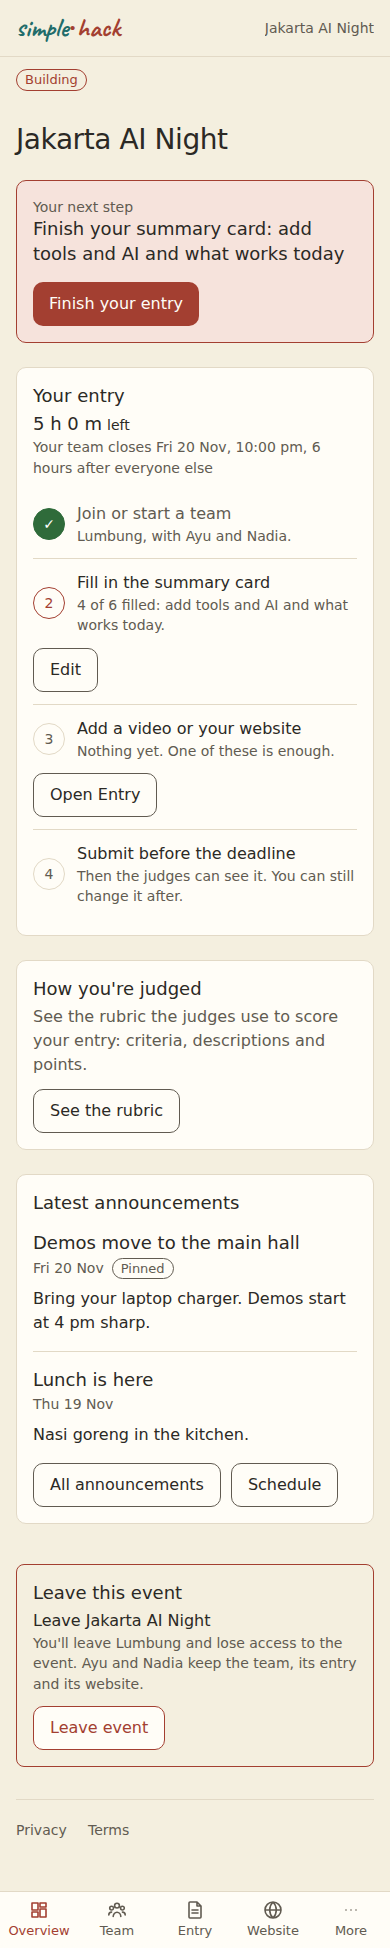 simple·hack
Jakarta AI Night
Building
Jakarta AI Night
Your next step
Finish your summary card: add
tools and AI and what works today
Finish your entry
Your entry
5 h 0 m left
Your team closes Fri 20 Nov, 10:00 pm, 6
hours after everyone else
✓
Join or start a team
Lumbung, with Ayu and Nadia.
2
Fill in the summary card
4 of 6 filled: add tools and AI and what
works today.
Edit
3
Add a video or your website
Nothing yet. One of these is enough.
Open Entry
4
Submit before the deadline
Then the judges can see it. You can still
change it after.
How you're judged
See the rubric the judges use to score
your entry: criteria, descriptions and
points.
See the rubric
Latest announcements
Demos move to the main hall
Fri 20 Nov Pinned
Bring your laptop charger. Demos start
at 4 pm sharp.
Lunch is here
Thu 19 Nov
Nasi goreng in the kitchen.
All announcements Schedule
Leave this event
Leave Jakarta AI Night
You'll leave Lumbung and lose access to the
event. Ayu and Nadia keep the team, its entry
and its website.
Leave event
Privacy Terms
Overview Team Entry Website More